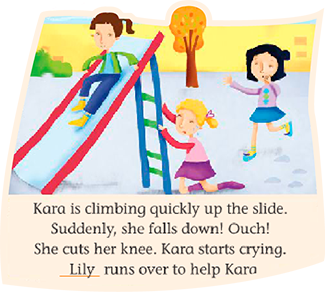 Kara is climbing quickly up the slide.
Suddenly, she falls down! Ouch!
She cuts her knee. Kara starts crying.
Lily runs over to help Kara